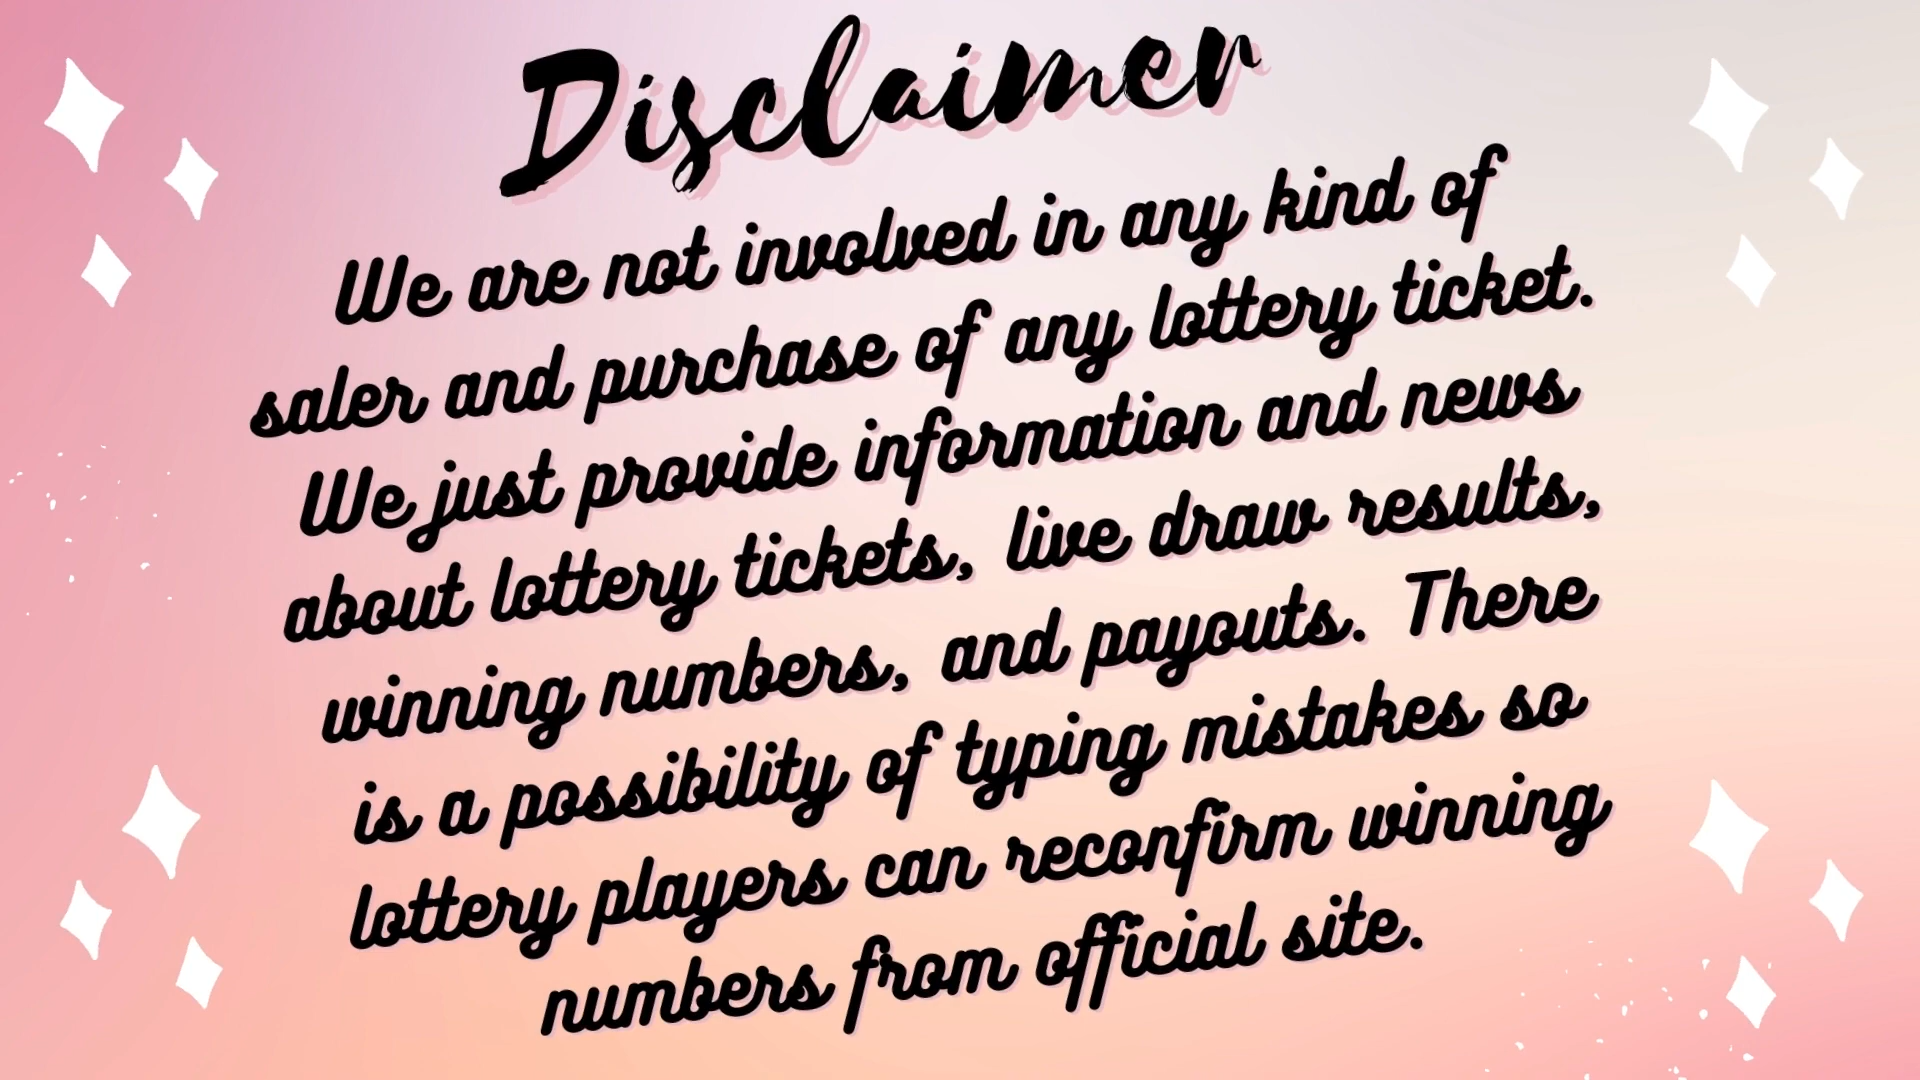 Disclaimer
We are not involved in any kind of
saler and purchase of any lottery ticket.
We just provide information and news
about lottery tickets, live draw results,
winning numbers, and payouts. There
is a possibility of typing mistakes so
lottery players can reconfirm winning
numbers from official site.